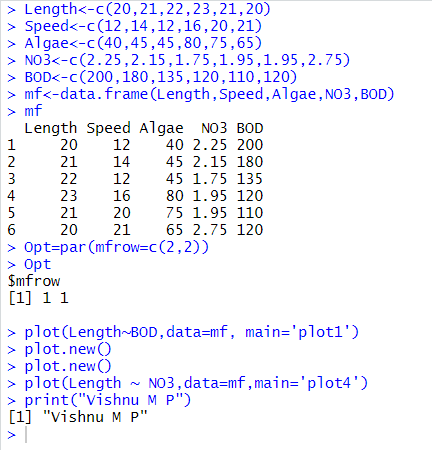 > Length<-c(20,21,22,23,21,20)
> Speed<-c(12,14,12,16,20,21)
> Algae<-c(40,45,45,80,75,65)
> NO3<-c(2.25,2.15,1.75,1.95,1.95,2.75)
> BOD<-c(200,180,135,120,110,120)
> mf<-data.frame(Length,Speed,Algae,NO3,BOD)
> mf
  Length Speed Algae  NO3 BOD
1     20    12    40 2.25 200
2     21    14    45 2.15 180
3     22    12    45 1.75 135
4     23    16    80 1.95 120
5     21    20    75 1.95 110
6     20    21    65 2.75 120
> Opt=par(mfrow=c(2,2))
> Opt
$mfrow
[1] 1 1

> plot(Length~BOD,data=mf, main='plot1')
> plot.new()
> plot.new()
> plot(Length ~ NO3,data=mf,main='plot4')
> print("Vishnu M P")
[1] "Vishnu M P"
>